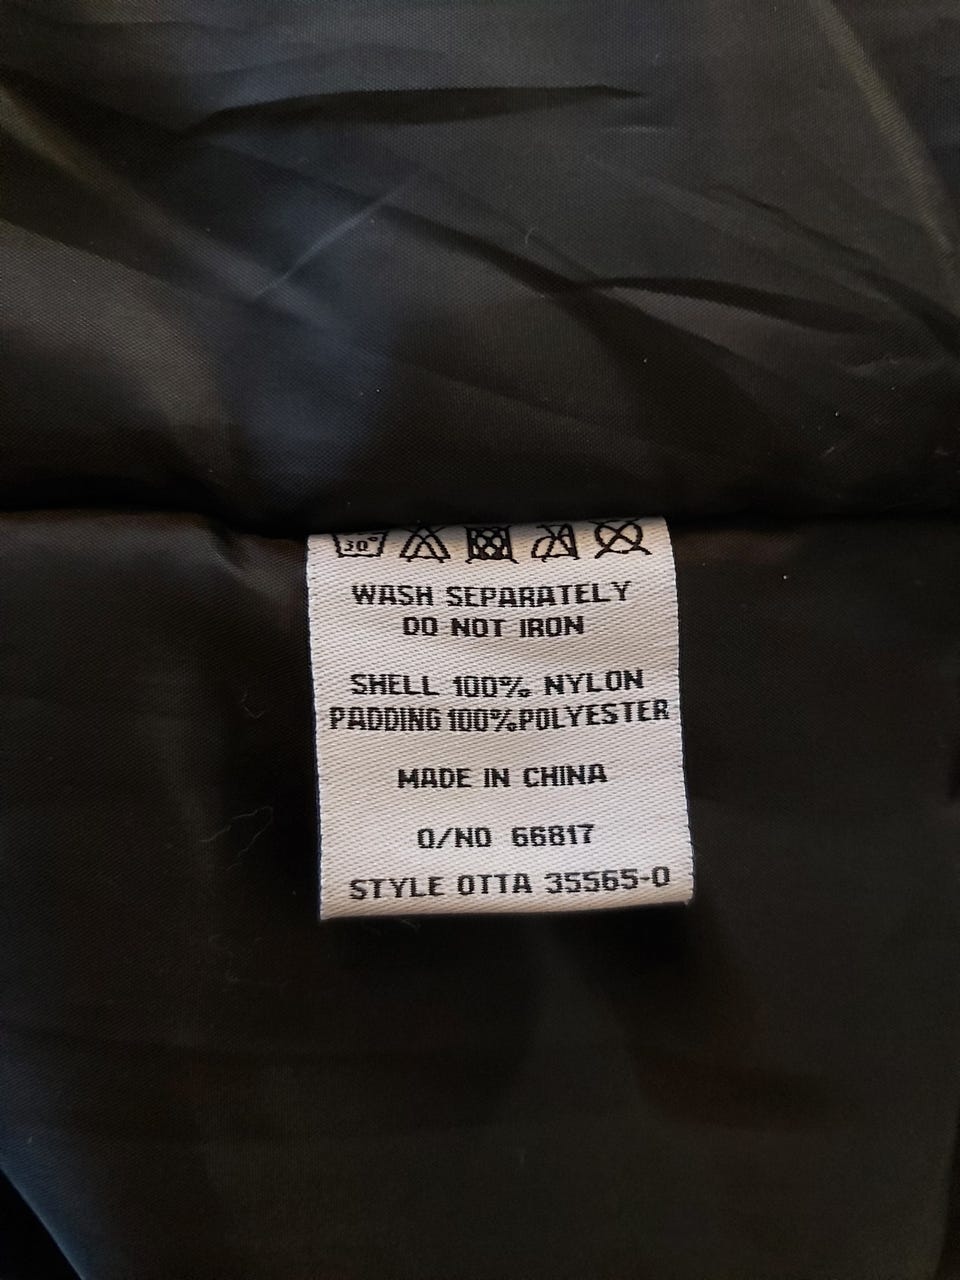 30°
WASH SEPARATELY
DO NOT IRON
SHELL 100% NYLON
PADDING 100% POLYESTER
MADE IN CHINA
O/NO 66817
STYLE OTTA 35565-0